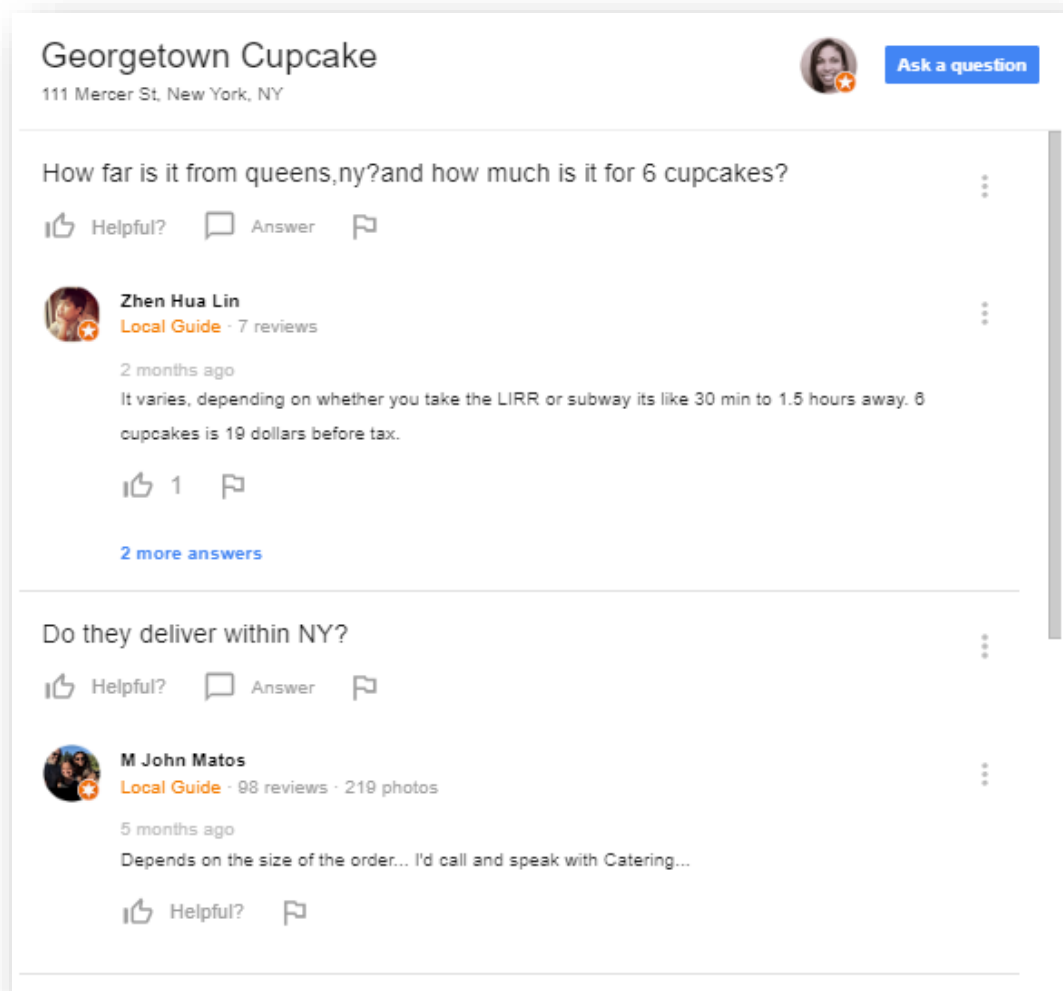 Georgetown Cupcake
111 Mercer St, New York, NY
Ask a question
How far is it from queens,ny?and how much is it for 6 cupcakes?
Helpful? Answer
Zhen Hua Lin
Local Guide · 7 reviews
2 months ago
It varies, depending on whether you take the LIRR or subway its like 30 min to 1.5 hours away. 6
cupcakes is 19 dollars before tax.
1
2 more answers
Do they deliver within NY?
Helpful? Answer
M John Matos
Local Guide · 98 reviews · 219 photos
5 months ago
Depends on the size of the order... I'd call and speak with Catering...
Helpful?